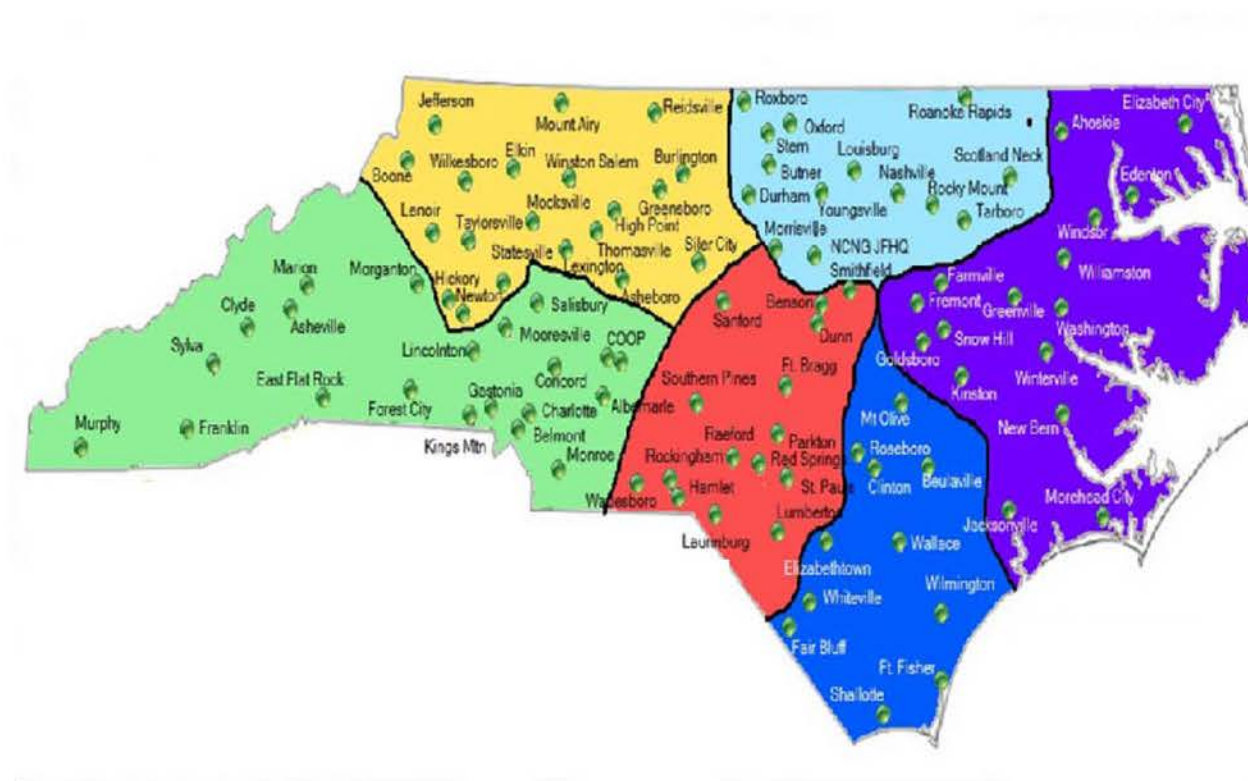 Jefferson
Mount Airy
Reidsville
Boone
Wilkesboro
Elkin
Winston Salem
Burlington
Lenoir
Taylorsville
Mocksville
Greensboro
High Point
Statesville
Thomasville
Siler City
Hickory
Newton
Lexington
Asheboro
Roxboro
Oxford
Roanoke Rapids
Stem
Louisburg
Scotland Neck
Butner
Nashville
Durham
Youngsville
Rocky Mount
Tarboro
Morrisville
NCNG JFHQ
Smithfield
Elizabeth City
Ahoskie
Edenton
Windsor
Williamston
Farmville
Fremont
Greenville
Washington
Snow Hill
Goldsboro
Winterville
Kinston
New Bern
Morehead City
Jacksonville
Marion
Morganton
Clyde
Asheville
Salisbury
Mooresville
COOP
Sylva
Lincolnton
East Flat Rock
Concord
Gastonia
Forest City
Charlotte
Albemarle
Murphy
Franklin
Kings Mtn
Belmont
Monroe
Sanford
Benson
Dunn
Southern Pines
Ft. Bragg
Raeford
Parkton
Rockingham
Red Springs
Wadesboro
Hamlet
St. Pauls
Lumberton
Laurinburg
Mt Olive
Roseboro
Clinton
Beulaville
Wallace
Elizabethtown
Wilmington
Whiteville
Fair Bluff
Ft. Fisher
Shallotte